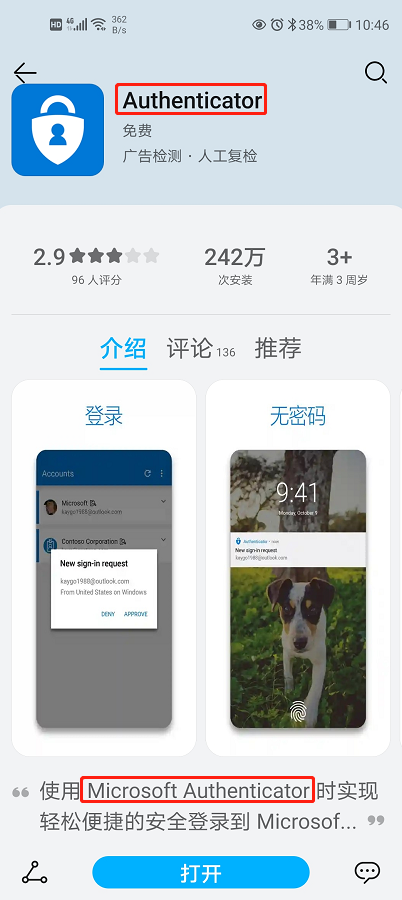 HD 4G 362 B/s 38% 10:46
Authenticator
免费
广告检测 · 人工复检
2.9 242万 3+
96 人评分 次安装 年满 3 周岁
介绍 评论 136 推荐
登录
Accounts
Microsoft
kaygo1988@outlook.com
Contoso Corporation
New sign-in request
kaygo1988@outlook.com
From United States on Windows
DENY APPROVE
无密码
9:41
Monday, October 9
Authenticator • now
New sign-in request
kaygo1988@outlook.com
使用 Microsoft Authenticator 时实现
轻松便捷的安全登录到 Microsof...
打开